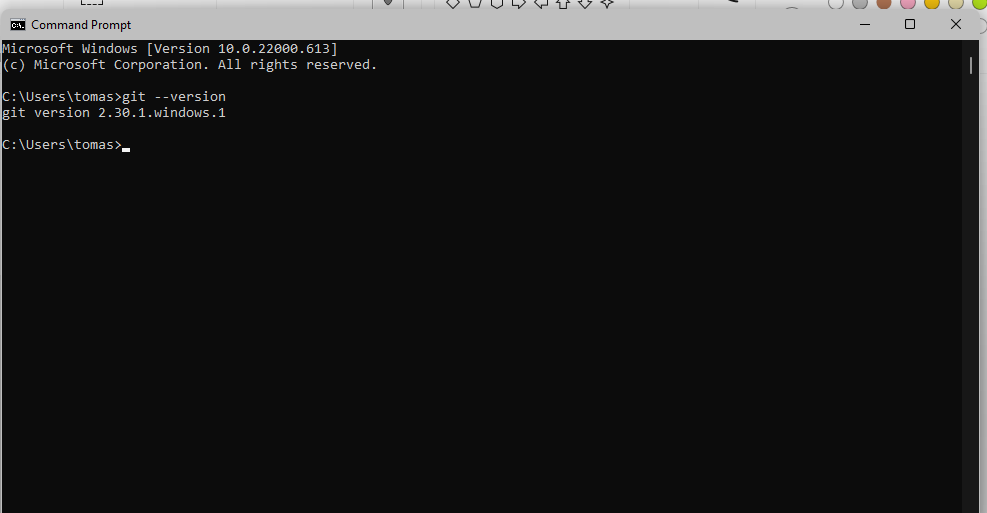 Command Prompt
Microsoft Windows [Version 10.0.22000.613]
(c) Microsoft Corporation. All rights reserved.
C:\Users\tomas>git --version
git version 2.30.1.windows.1
C:\Users\tomas>